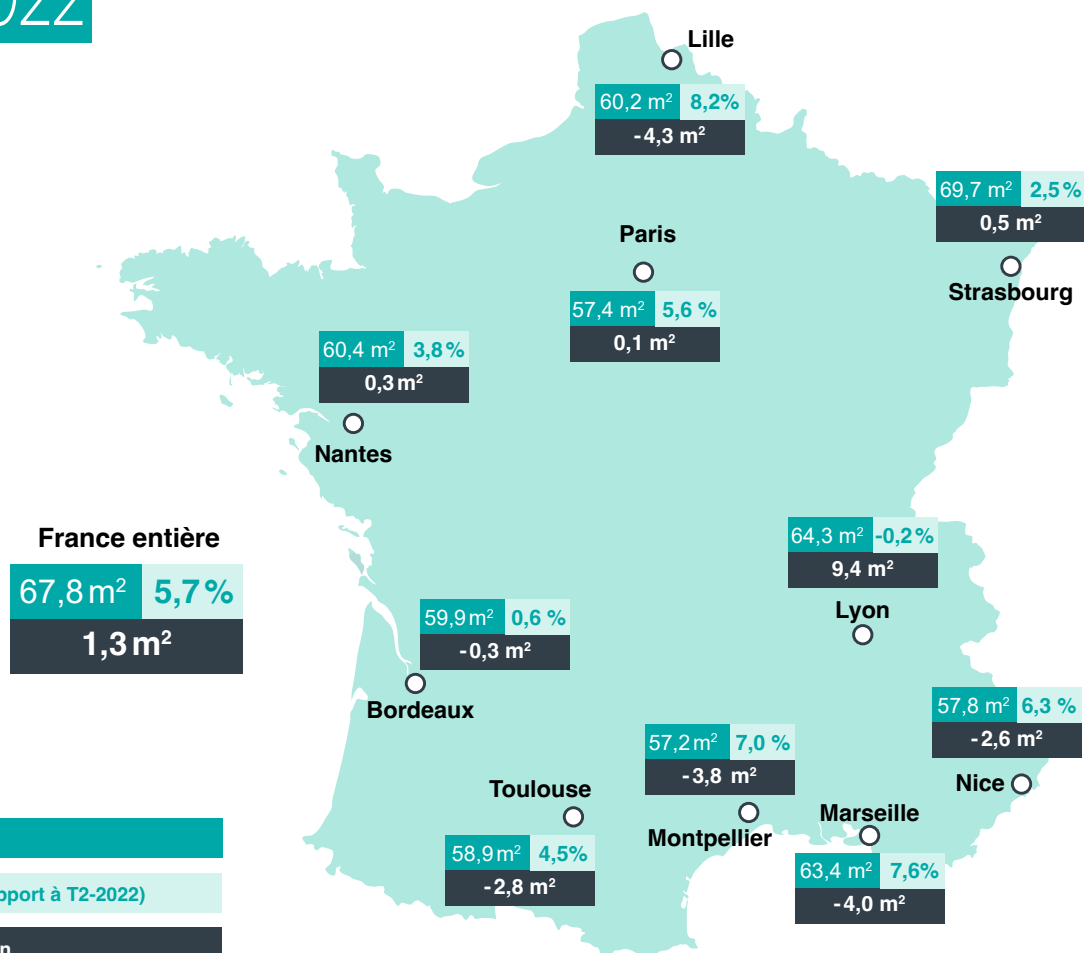 022
Lille
60,2 m² 8,2%
-4,3 m²
69,7 m² 2,5%
0,5 m²
Strasbourg
Paris
57,4 m² 5,6 %
0,1 m²
60,4 m² 3,8%
0,3 m²
Nantes
France entière
67,8 m² 5,7 %
1,3 m²
64,3 m² -0,2%
9,4 m²
Lyon
59,9 m² 0,6 %
-0,3 m²
Bordeaux
57,8 m² 6,3 %
-2,6 m²
Nice
57,2 m² 7,0 %
-3,8 m²
Montpellier
Toulouse
58,9 m² 4,5%
-2,8 m²
Marseille
63,4 m² 7,6%
-4,0 m²
pport à T2-2022)